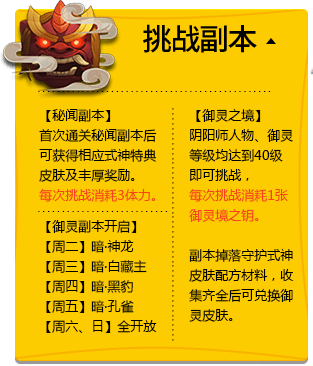 挑战副本
【秘闻副本】
首次通关秘闻副本后
可获得相应式神特典
皮肤及丰厚奖励。
每次挑战消耗3体力。
【御灵副本开启】
【周二】暗·神龙
【周三】暗·白藏主
【周四】暗·黑豹
【周五】暗·孔雀
【周六、日】全开放
【御灵之境】
阴阳师人物、御灵
等级均达到40级
即可挑战，
每次挑战消耗1张
御灵境之钥。
副本掉落守护式神
皮肤配方材料，收
集齐全后可兑换御
灵皮肤。